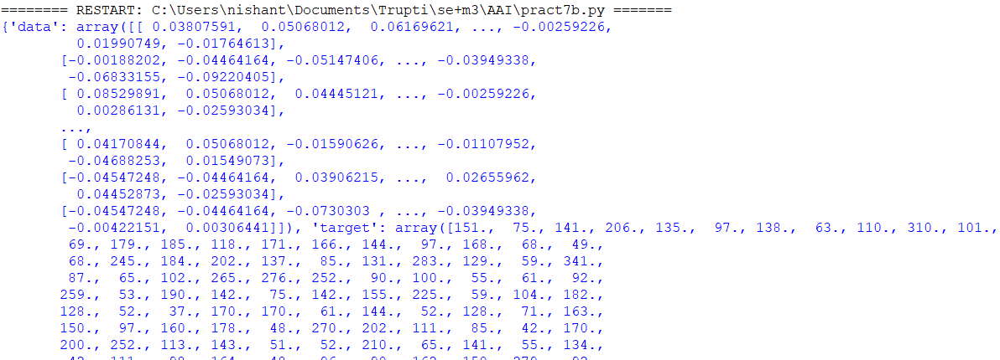 ======== RESTART: C:\Users\nishant\Documents\Trupti\se+m3\AAI\pract7b.py =======
{'data': array([[ 0.03807591,  0.05068012,  0.06169621, ..., -0.00259226,
         0.01990749, -0.01764613],
       [-0.00188202, -0.04464164, -0.05147406, ..., -0.03949338,
        -0.06833155, -0.09220405],
       [ 0.08529891,  0.05068012,  0.04445121, ..., -0.00259226,
         0.00286131, -0.02593034],
       ...,
       [ 0.04170844,  0.05068012, -0.01590626, ..., -0.01107952,
        -0.04688253,  0.01549073],
       [-0.04547248, -0.04464164,  0.03906215, ...,  0.02655962,
         0.04452873, -0.02593034],
       [-0.04547248, -0.04464164, -0.0730303 , ..., -0.03949338,
        -0.00422151,  0.00306441]]), 'target': array([151.,  75., 141., 206., 135.,  97., 138.,  63., 110., 310., 101.,
        69., 179., 185., 118., 171., 166., 144.,  97., 168.,  68.,  49.,
        68., 245., 184., 202., 137.,  85., 131., 283., 129.,  59., 341.,
        87.,  65., 102., 265., 276., 252.,  90., 100.,  55.,  61.,  92.,
       259.,  53., 190., 142.,  75., 142., 155., 225.,  59., 104., 182.,
       128.,  52.,  37., 170., 170.,  61., 144.,  52., 128.,  71., 163.,
       150.,  97., 160., 178.,  48., 270., 202., 111.,  85.,  42., 170.,
       200., 252., 113., 143.,  51.,  52., 210.,  65., 141.,  55., 134.,